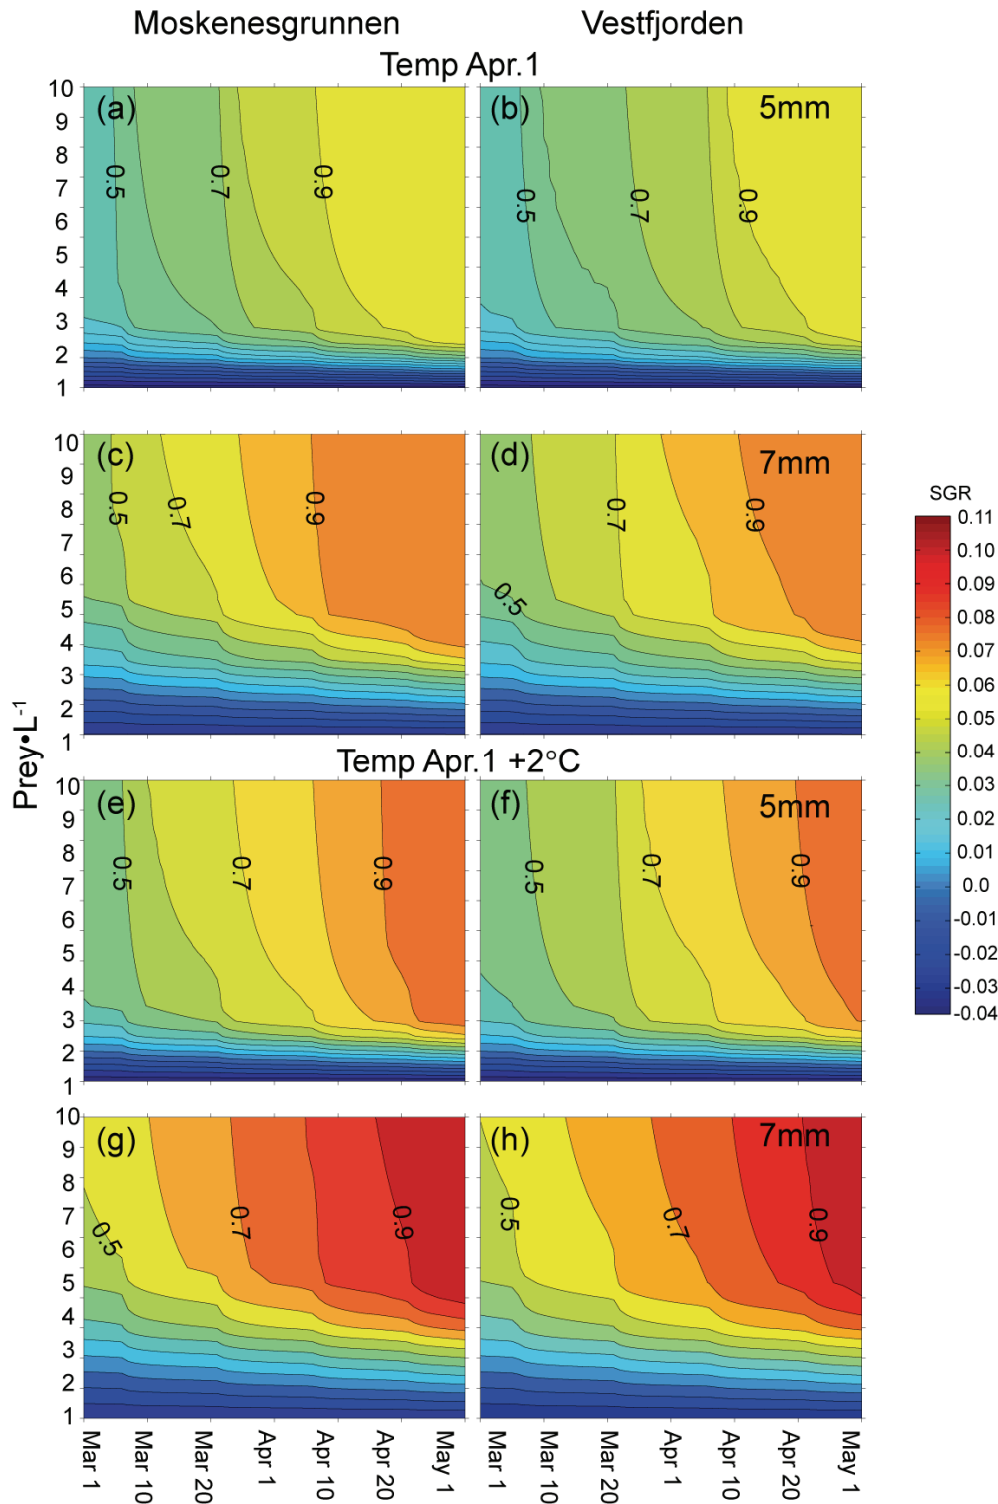 Moskenesgrunnen Vestfjorden
Temp Apr.1
(a) (b) 5mm
10
9
8
7
6
5
4
3
2
1
0.5 0.7 0.9
0.5 0.7 0.9
(c) (d) 7mm
10
9
8
7
6
5
4
3
2
1
0.5 0.7 0.9
0.5 0.7 0.9
SGR
0.11
0.10
0.09
0.08
0.07
0.06
0.05
0.04
0.03
0.02
0.01
0.0
-0.01
-0.02
-0.03
-0.04
Prey•L⁻¹
Temp Apr.1 +2°C
(e) (f) 5mm
10
9
8
7
6
5
4
3
2
1
0.5 0.7 0.9
0.5 0.7 0.9
(g) (h) 7mm
10
9
8
7
6
5
4
3
2
1
0.5 0.7 0.9
0.5 0.7 0.9
Mar 1 Mar 10 Mar 20 Apr 1 Apr 10 Apr 20 May 1
Mar 1 Mar 10 Mar 20 Apr 1 Apr 10 Apr 20 May 1